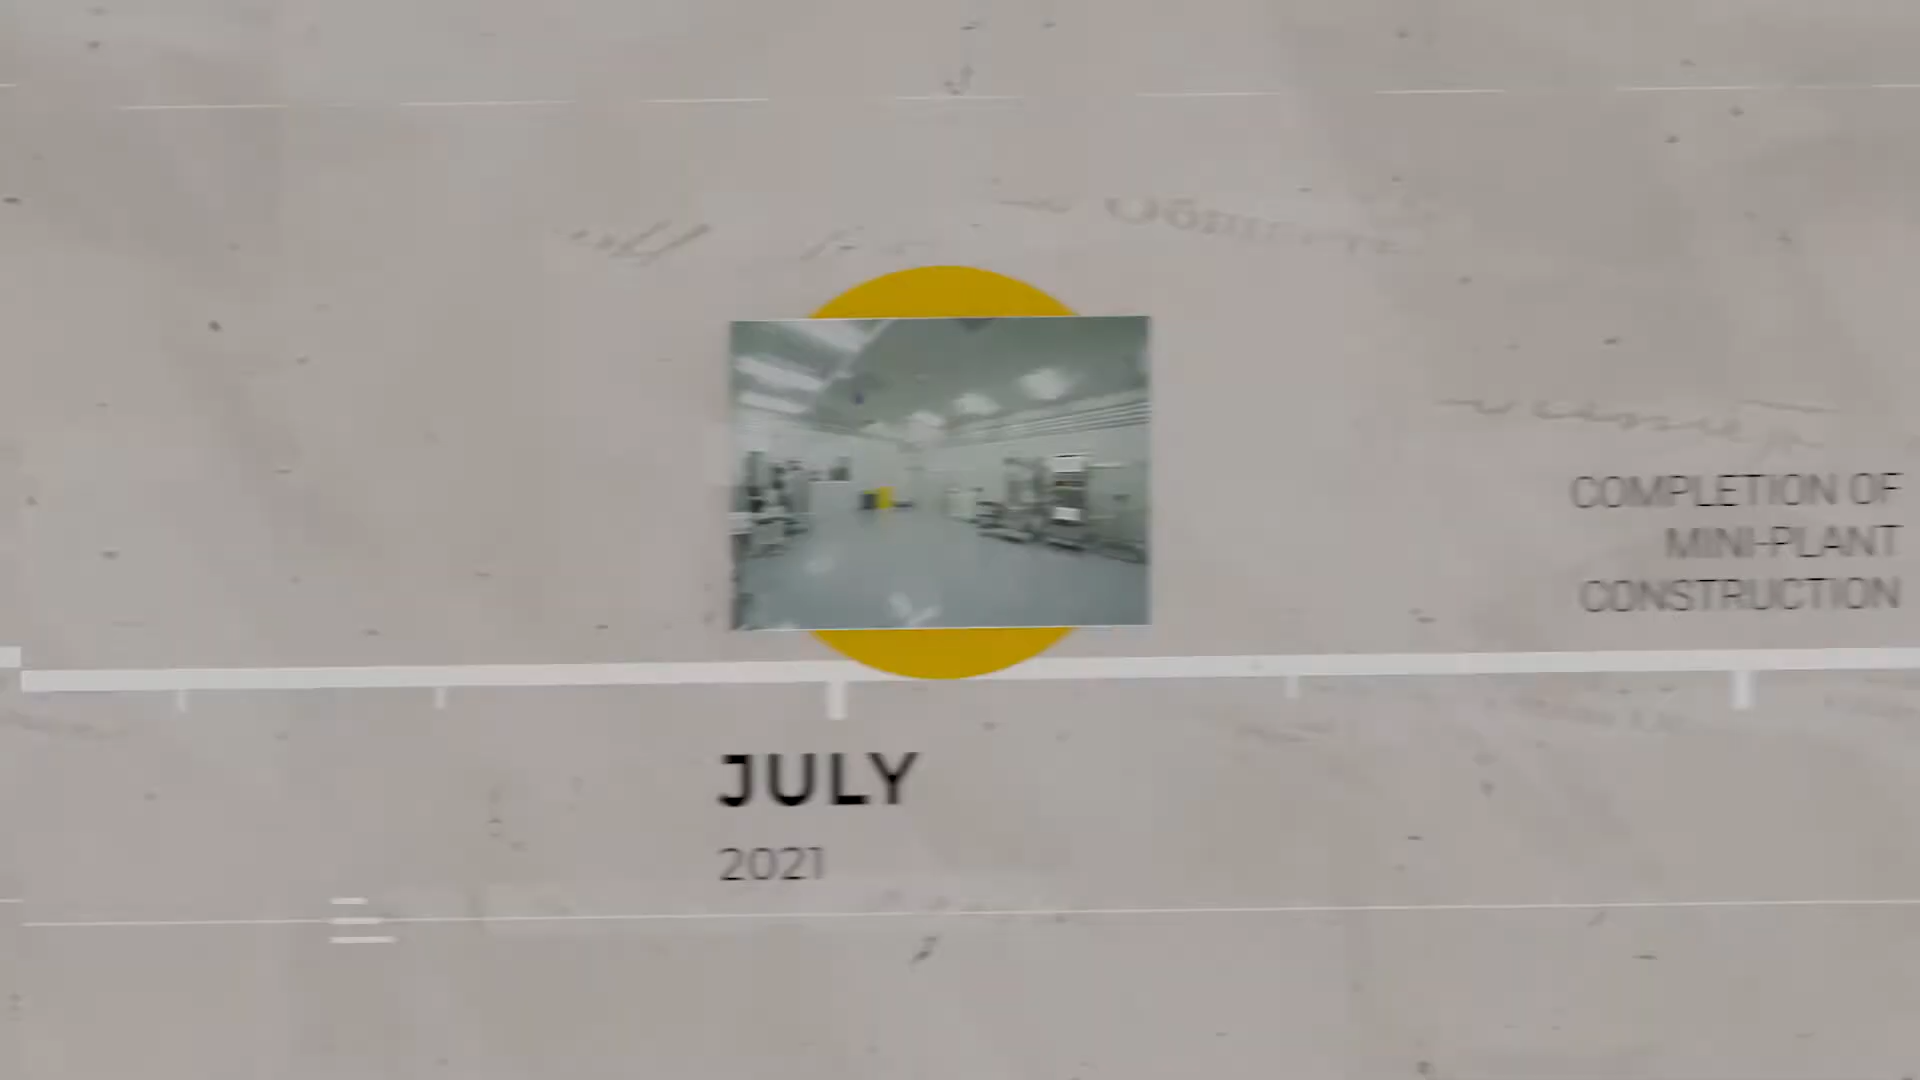 COMPLETION OF
MINI-PLANT
CONSTRUCTION
JULY
2021